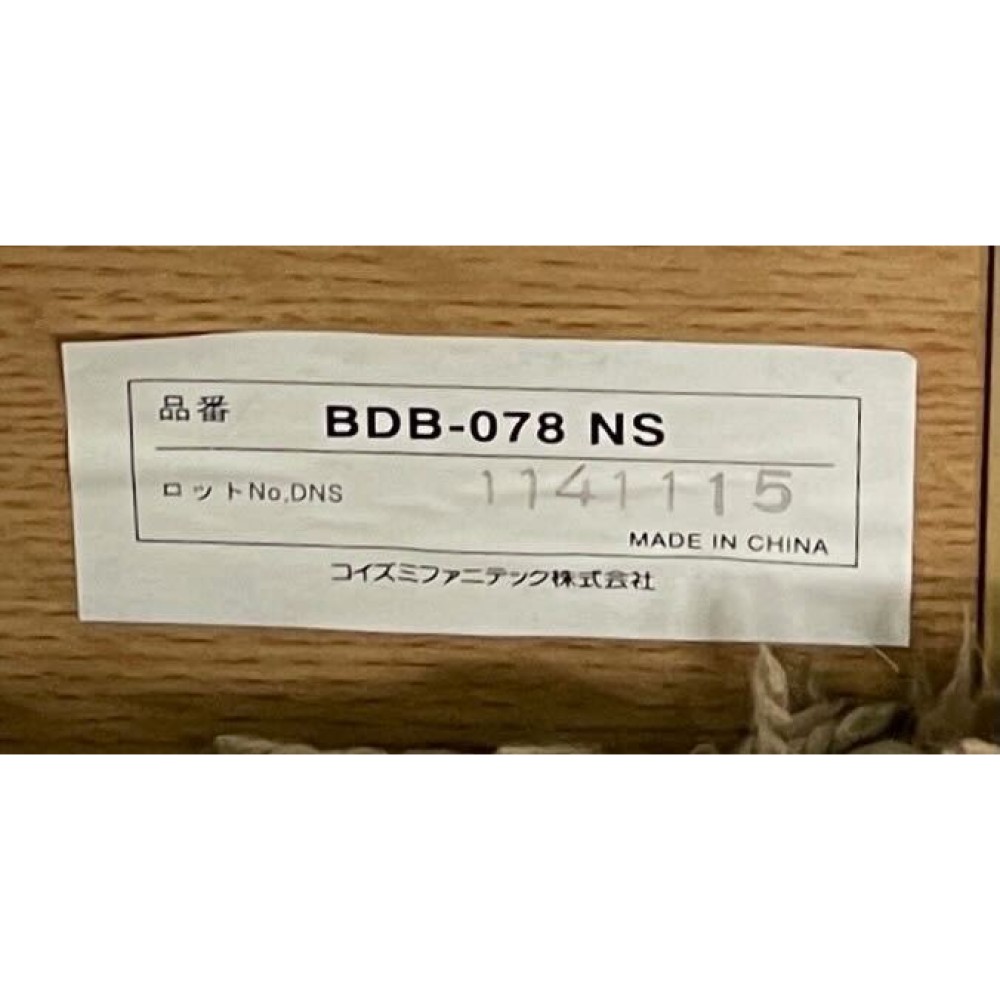 品番 BDB-078 NS
ロットNo,DNS 1141115
MADE IN CHINA
コイズミファニテック株式会社